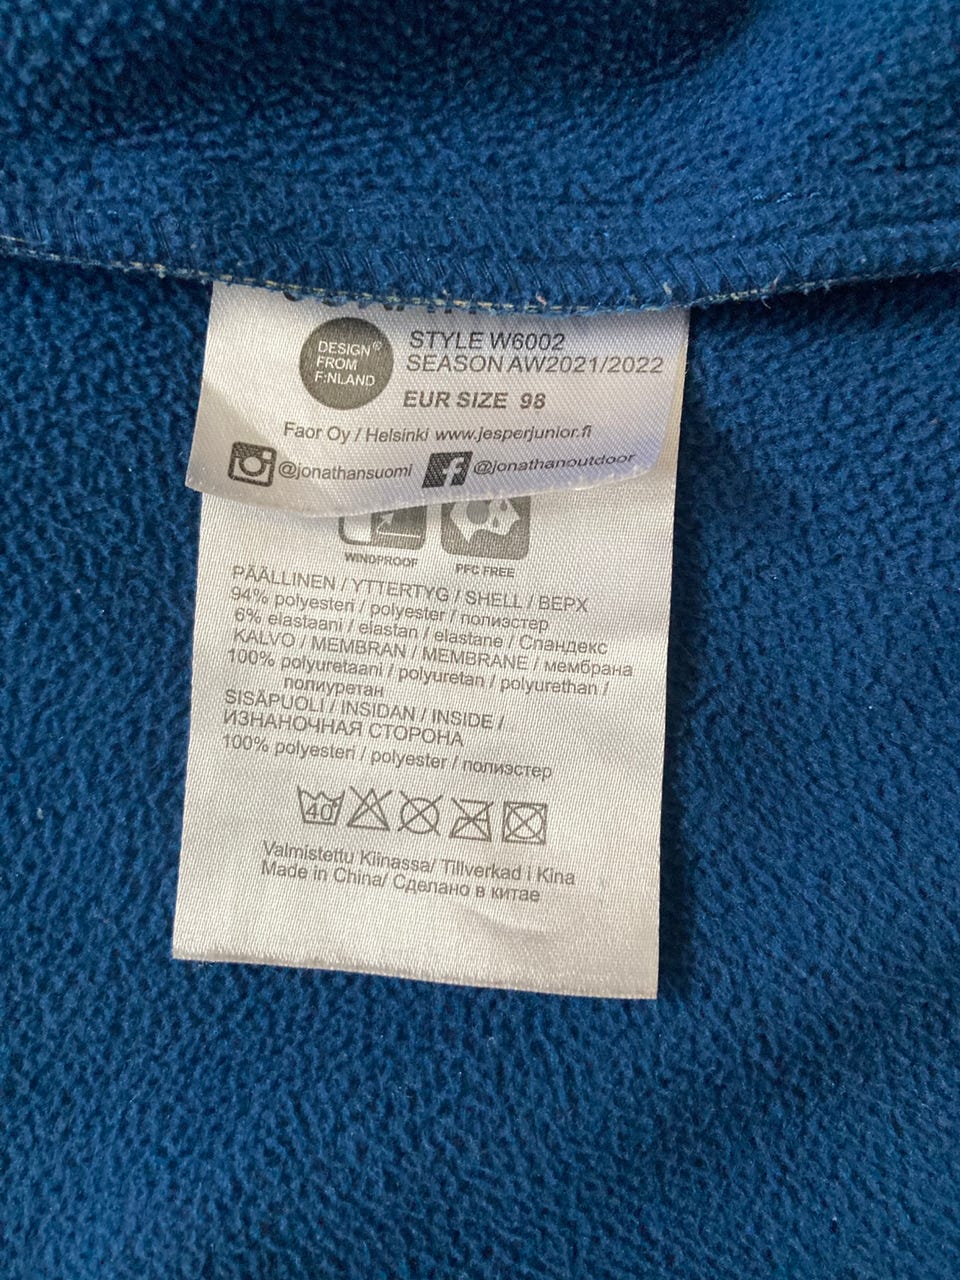 DESIGN®
FROM
F:NLAND
STYLE W6002
SEASON AW2021/2022
EUR SIZE 98
Faor Oy / Helsinki www.jesperjunior.fi
@jonathansuomi @jonathanoutdoor
WINDPROOF PFC FREE
PÄÄLLINEN / YTTERTYG / SHELL / ВЕРХ
94% polyesteri / polyester / полиэстер
6% elastaani / elastan / elastane / Спандекс
KALVO / MEMBRAN / MEMBRANE / мембрана
100% polyuretaani / polyuretan / polyurethan /
полиуретан
SISÄPUOLI / INSIDAN / INSIDE /
ИЗНАНОЧНАЯ СТОРОНА
100% polyesteri / polyester / полиэстер
40
Valmistettu Kiinassa/ Tillverkad i Kina
Made in China/ Сделано в китае